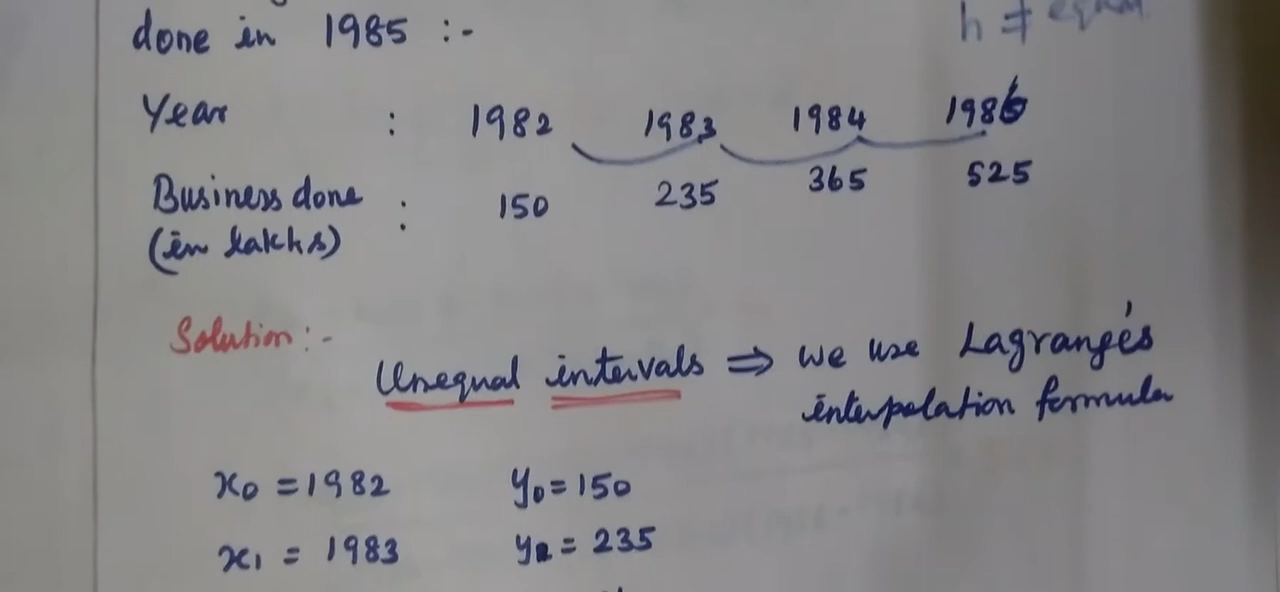 done in 1985 :-
h ≠ equal
Year : 1982 1983 1984 1986
Business done : 150 235 365 525
(in lakhs)
Solution :-
Unequal intervals ⇒ we use Lagrange's
interpolation formula
x₀ = 1982 y₀ = 150
x₁ = 1983 y₁ = 235